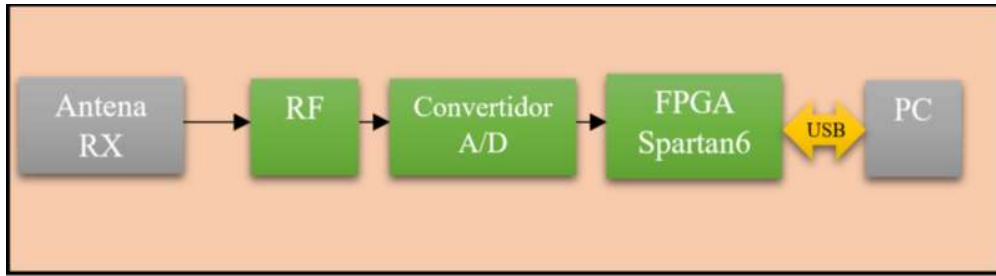 Antena
RX
RF
Convertidor
A/D
FPGA
Spartan6
USB
PC